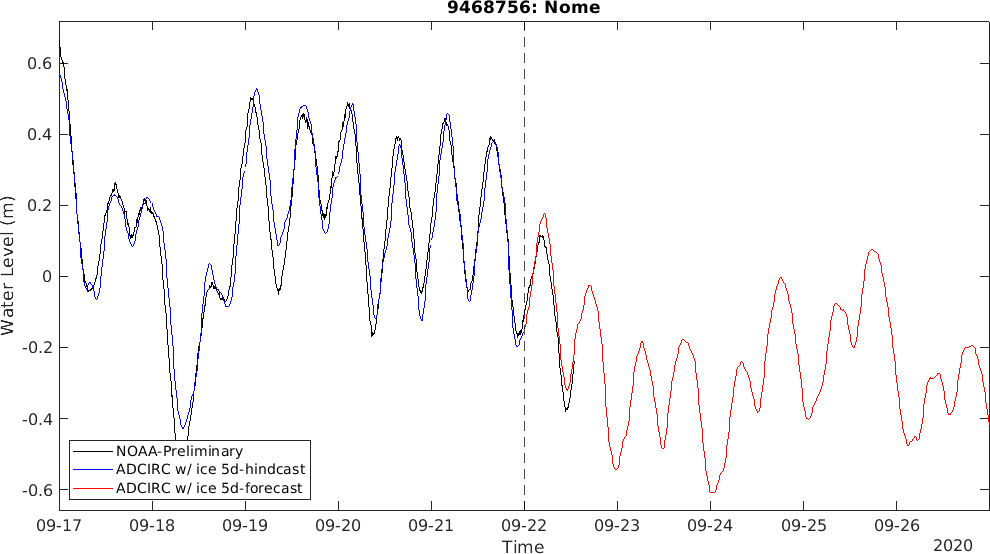 9468756: Nome
0.6
0.4
0.2
0
-0.2
-0.4
-0.6
Water Level (m)
NOAA-Preliminary
ADCIRC w/ ice 5d-hindcast
ADCIRC w/ ice 5d-forecast
09-17 09-18 09-19 09-20 09-21 09-22 09-23 09-24 09-25 09-26
Time
2020